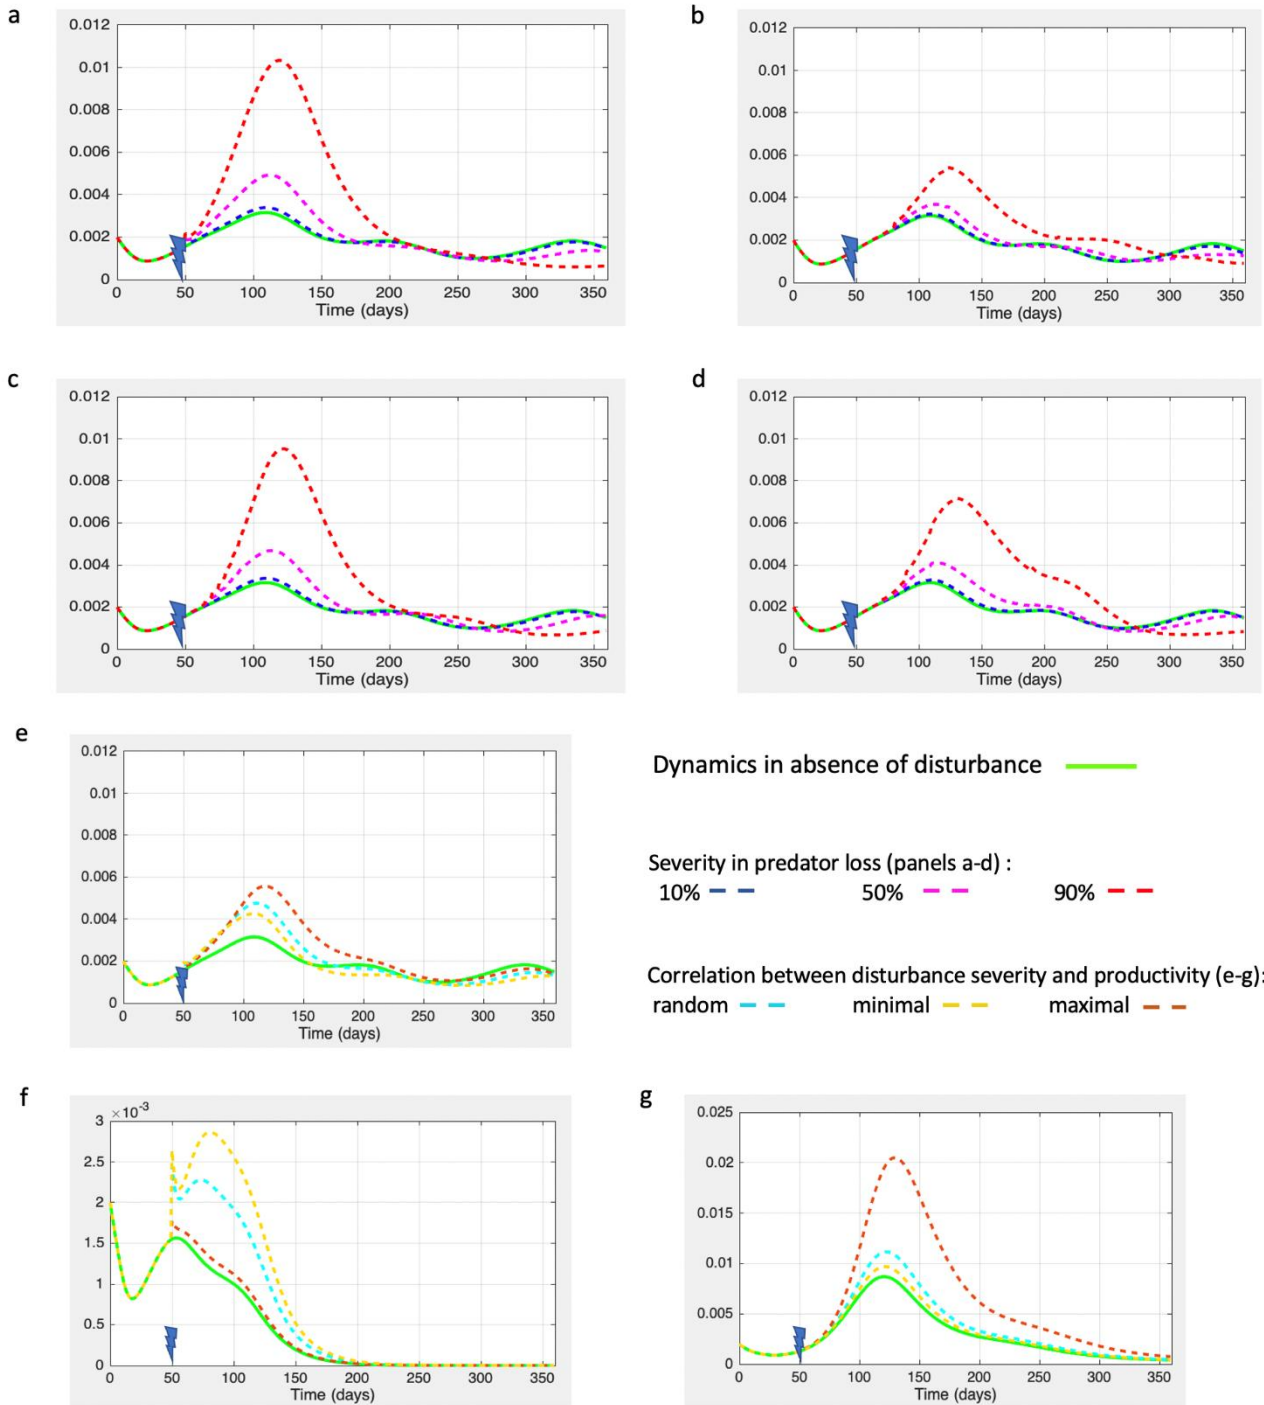 a
0.012
0.01
0.008
0.006
0.004
0.002
0
0 50 100 150 200 250 300 350
Time (days)
b
0.012
0.01
0.008
0.006
0.004
0.002
0
0 50 100 150 200 250 300 350
Time (days)
c
0.012
0.01
0.008
0.006
0.004
0.002
0
0 50 100 150 200 250 300 350
Time (days)
d
0.012
0.01
0.008
0.006
0.004
0.002
0
0 50 100 150 200 250 300 350
Time (days)
e
0.012
0.01
0.008
0.006
0.004
0.002
0
0 50 100 150 200 250 300 350
Time (days)
Dynamics in absence of disturbance
Severity in predator loss (panels a-d) :
10% 50% 90%
Correlation between disturbance severity and productivity (e-g):
random minimal maximal
f
×10⁻³
3
2.5
2
1.5
1
0.5
0
0 50 100 150 200 250 300 350
Time (days)
g
0.025
0.02
0.015
0.01
0.005
0
0 50 100 150 200 250 300 350
Time (days)